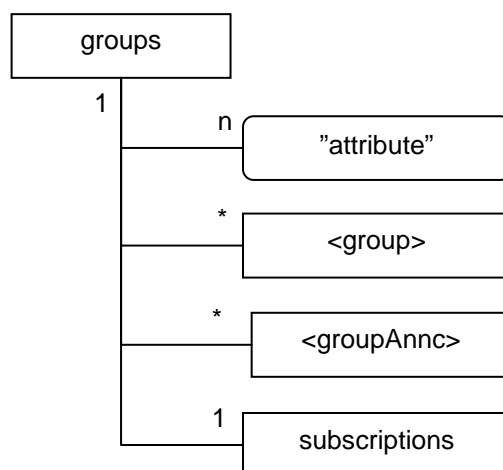 groups
1
n
”attribute”
*
<group>
*
<groupAnnc>
1
subscriptions